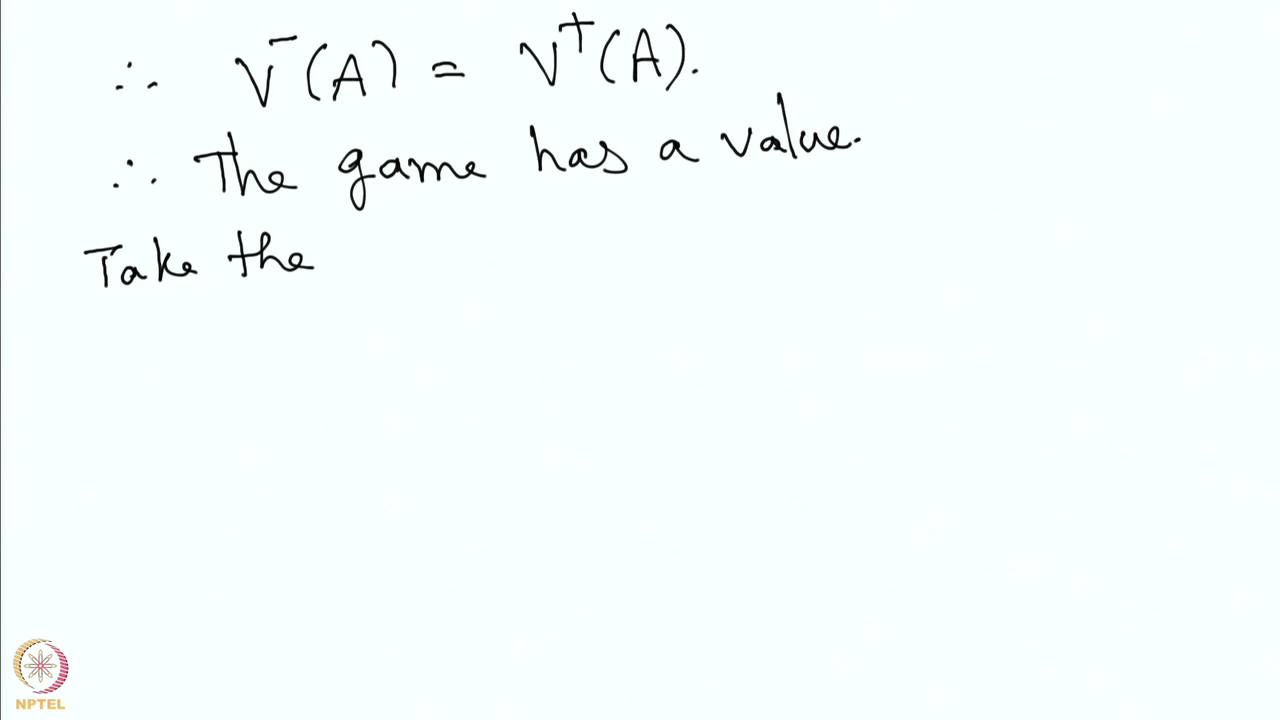 ∴ V⁻(A) = V⁺(A).
∴ The game has a value.
Take the
NPTEL